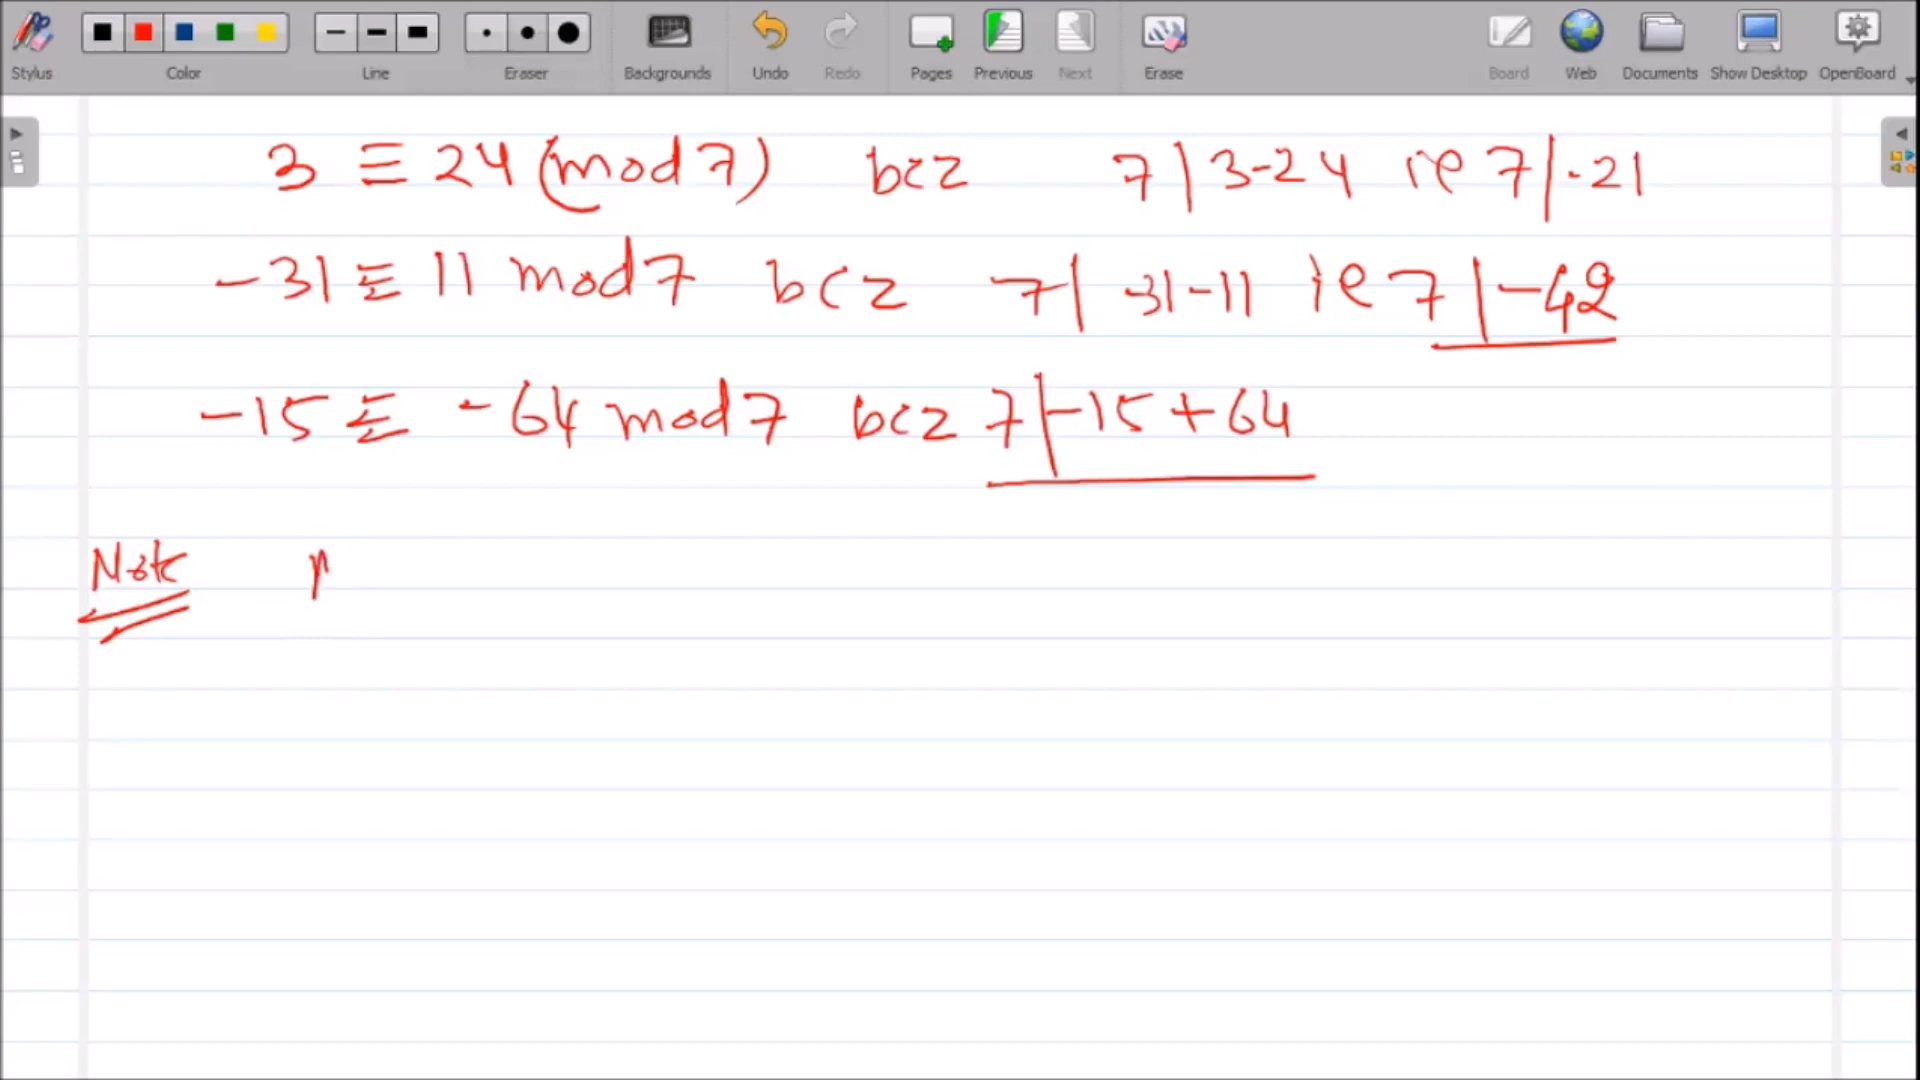 Stylus Color Line Eraser Backgrounds Undo Redo Pages Previous Next Erase Board Web Documents Show Desktop OpenBoard
3 ≡ 24 (mod 7) bcz 7 | 3-24 ie 7 | -21
-31 ≡ 11 mod 7 bcz 7 | -31-11 ie 7 | -42
-15 ≡ -64 mod 7 bcz 7 | -15+64
Note